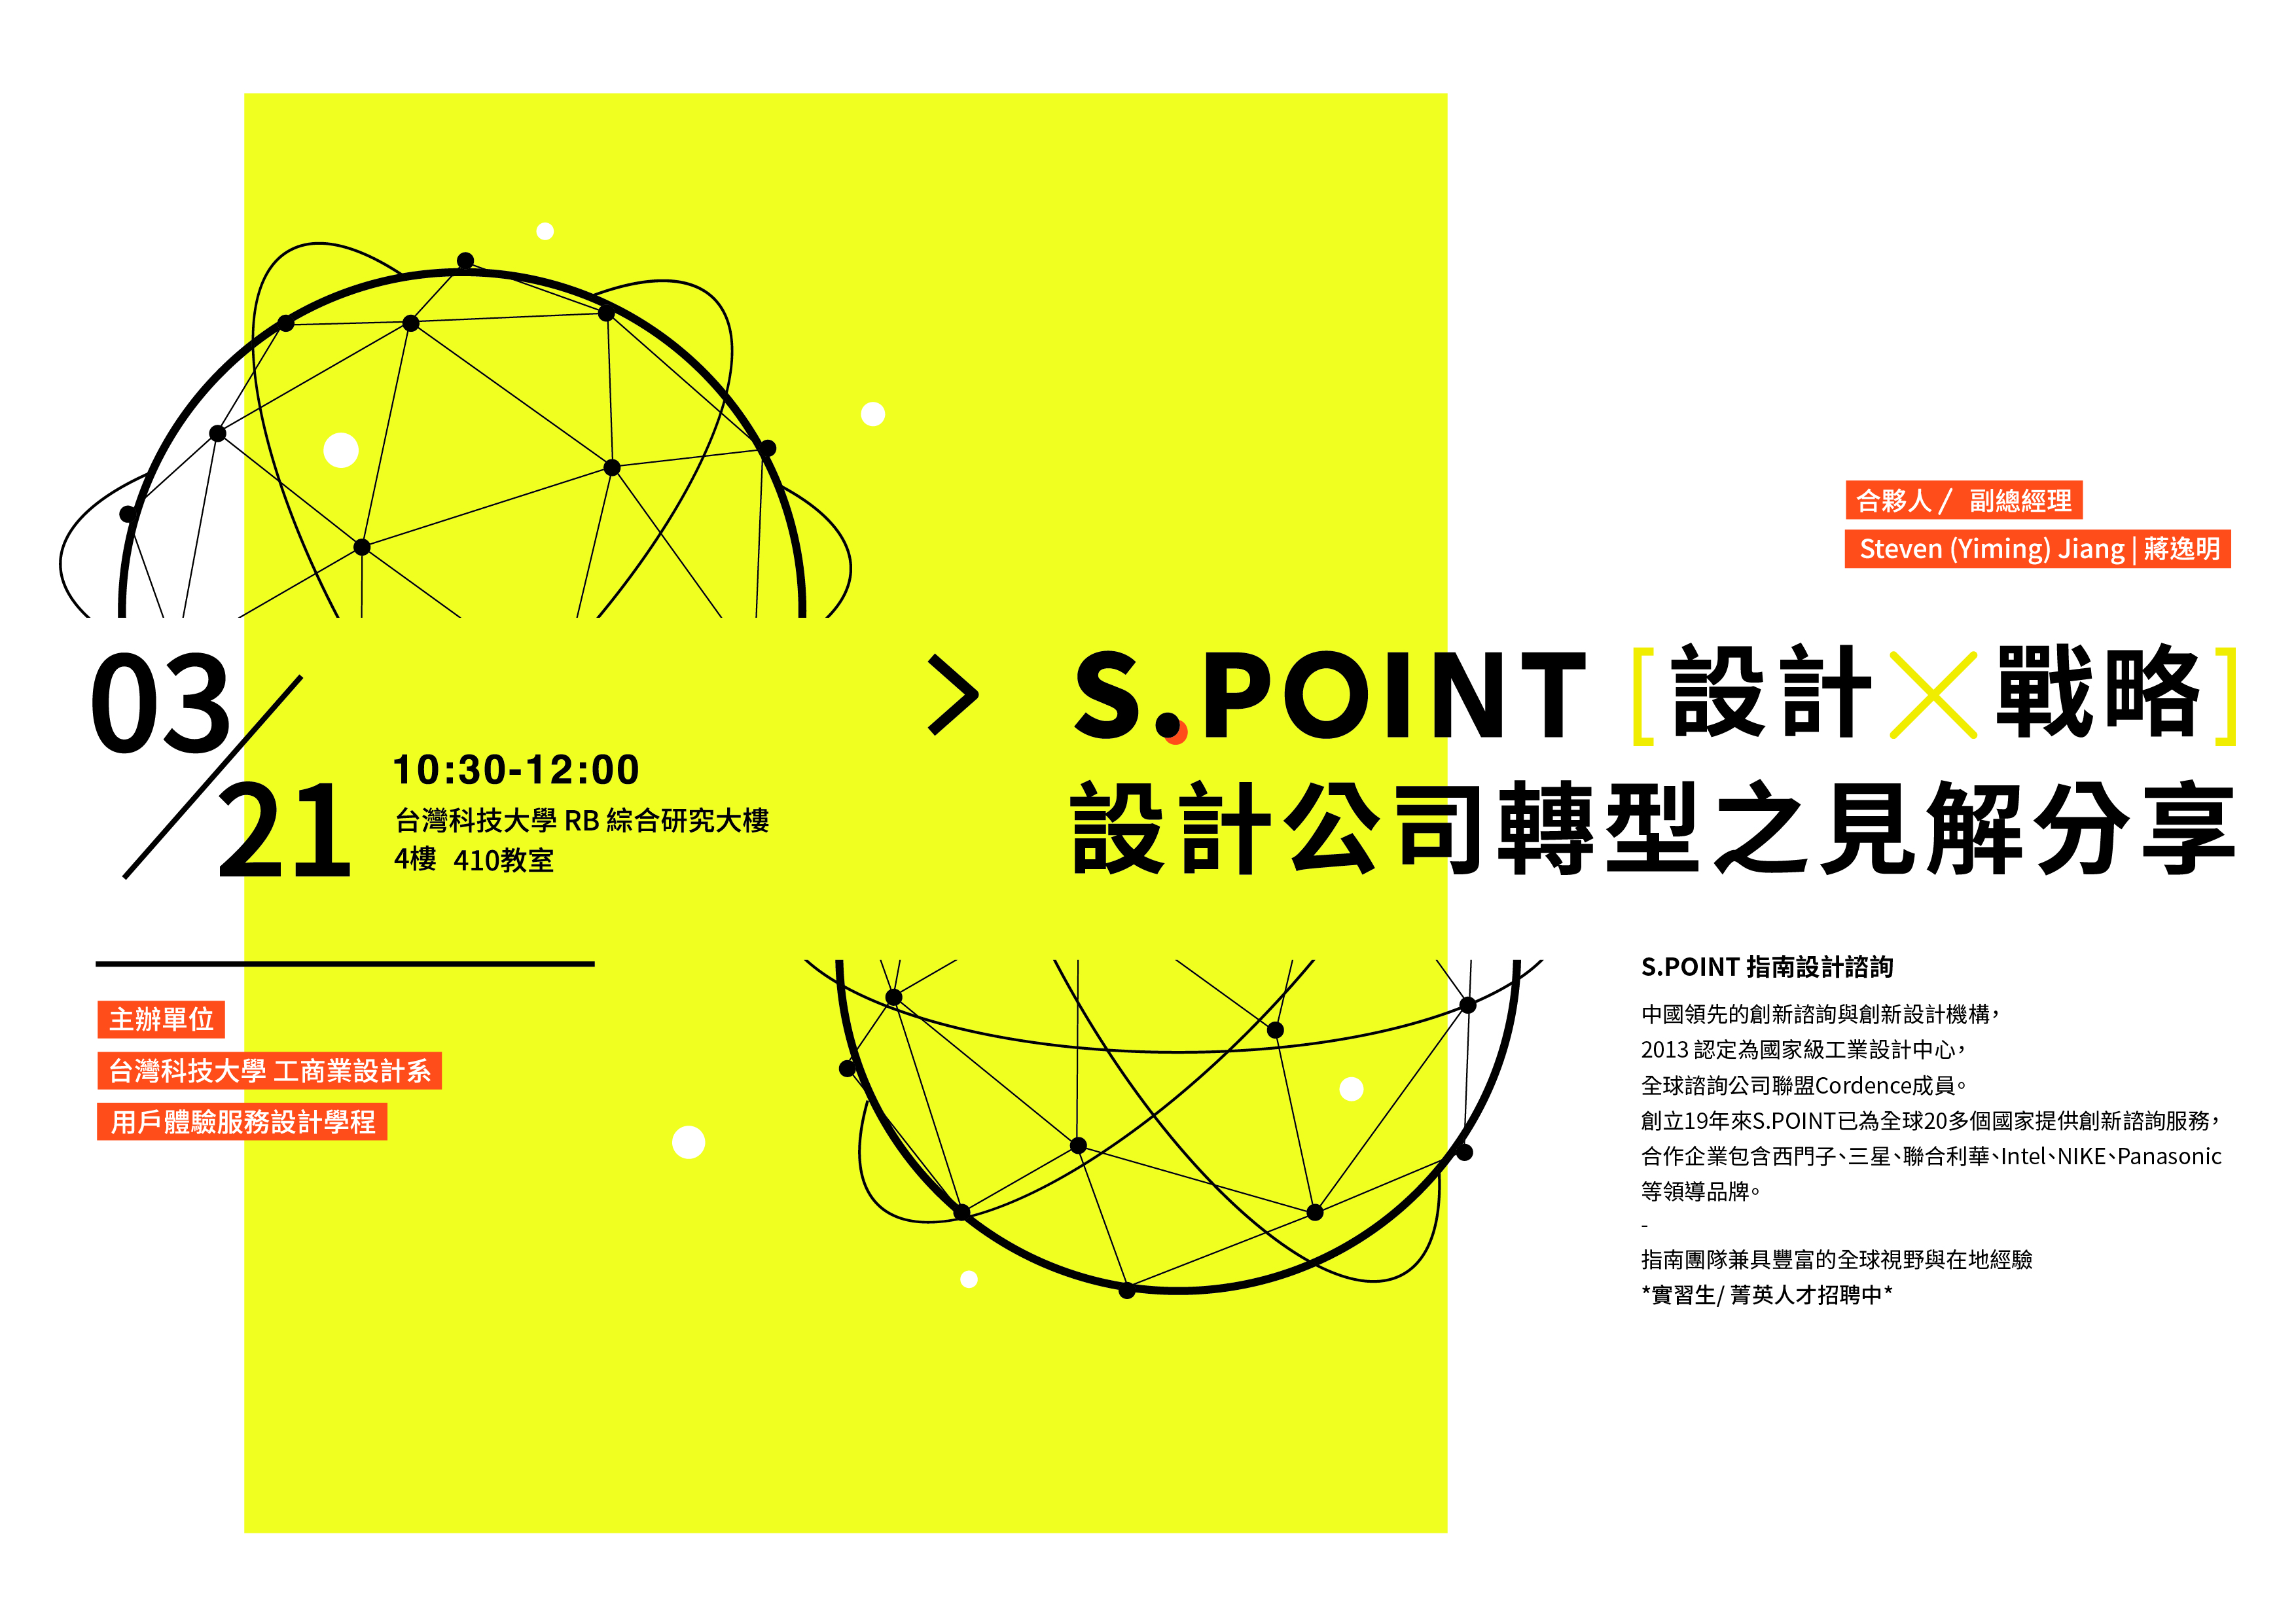 合夥人 / 副總經理
Steven (Yiming) Jiang | 蔣逸明
03/21
10:30-12:00
台灣科技大學 RB 綜合研究大樓
4樓 410教室
> S.POINT [設計×戰略]
設計公司轉型之見解分享
主辦單位
台灣科技大學 工商業設計系
用戶體驗服務設計學程
S.POINT 指南設計諮詢
中國領先的創新諮詢與創新設計機構，
2013 認定為國家級工業設計中心，
全球諮詢公司聯盟Cordence成員。
創立19年來S.POINT已為全球20多個國家提供創新諮詢服務，
合作企業包含西門子、三星、聯合利華、Intel、NIKE、Panasonic
等領導品牌。
-
指南團隊兼具豐富的全球視野與在地經驗
*實習生/ 菁英人才招聘中*